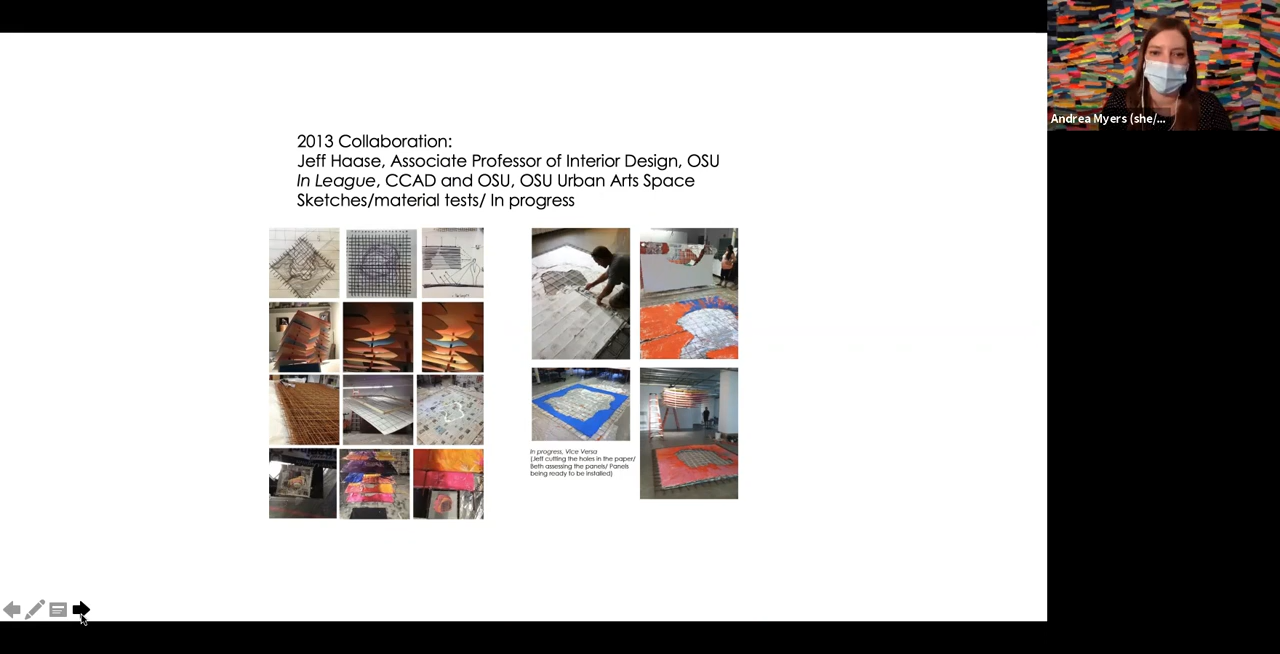 2013 Collaboration:
Jeff Haase, Associate Professor of Interior Design, OSU
In League, CCAD and OSU, OSU Urban Arts Space
Sketches/material tests/ In progress
In progress, Vice Versa
(Jeff cutting the holes in the paper/
Beth assessing the panels/ Panels
being ready to be installed)
Andrea Myers (she/...